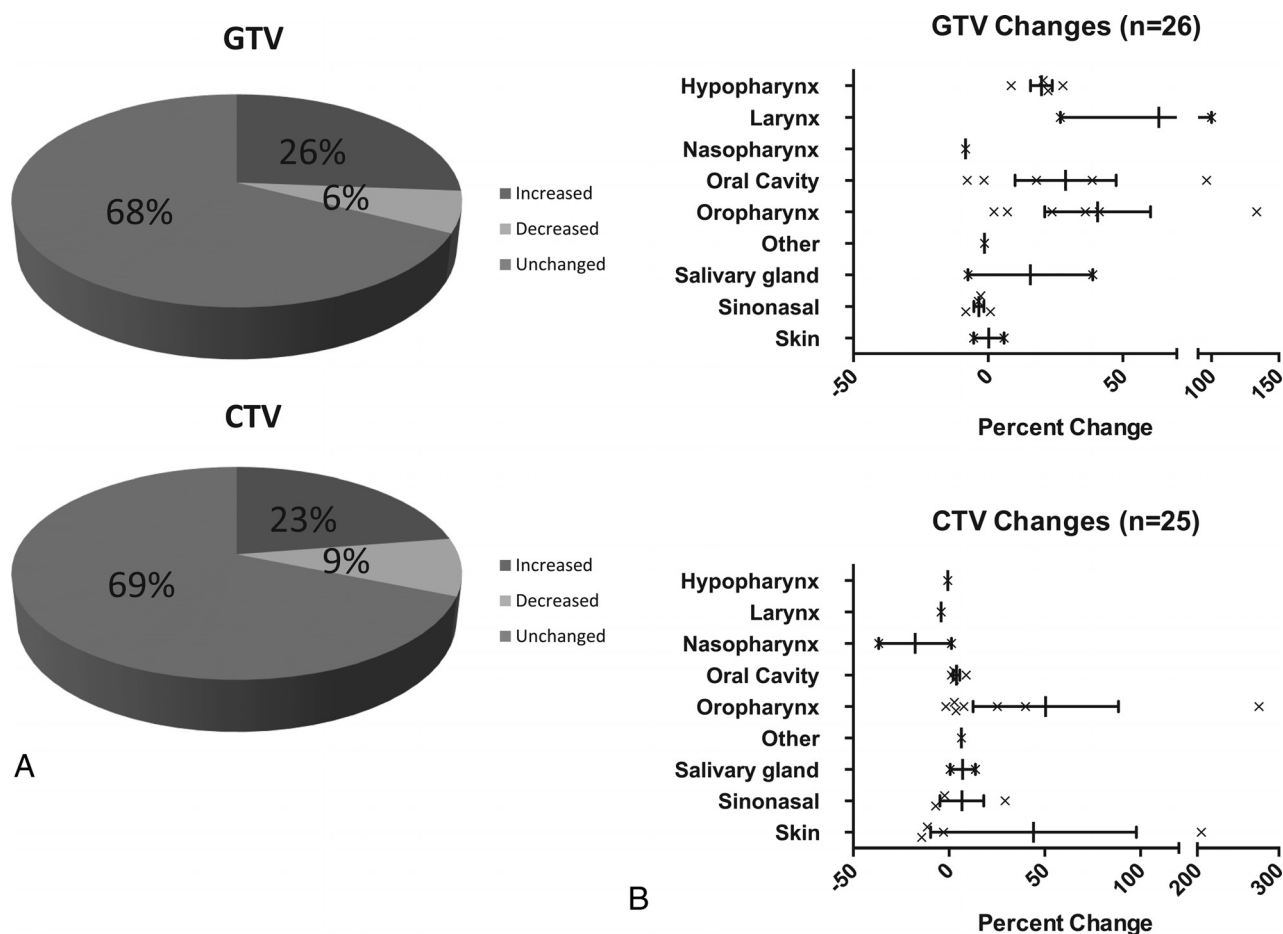 GTV
26%
6%
68%
Increased
Decreased
Unchanged
CTV
23%
9%
69%
Increased
Decreased
Unchanged
A
GTV Changes (n=26)
Hypopharynx
Larynx
Nasopharynx
Oral Cavity
Oropharynx
Other
Salivary gland
Sinonasal
Skin
-50 0 50 100 150
Percent Change
CTV Changes (n=25)
Hypopharynx
Larynx
Nasopharynx
Oral Cavity
Oropharynx
Other
Salivary gland
Sinonasal
Skin
-50 0 50 100 200 300
Percent Change
B